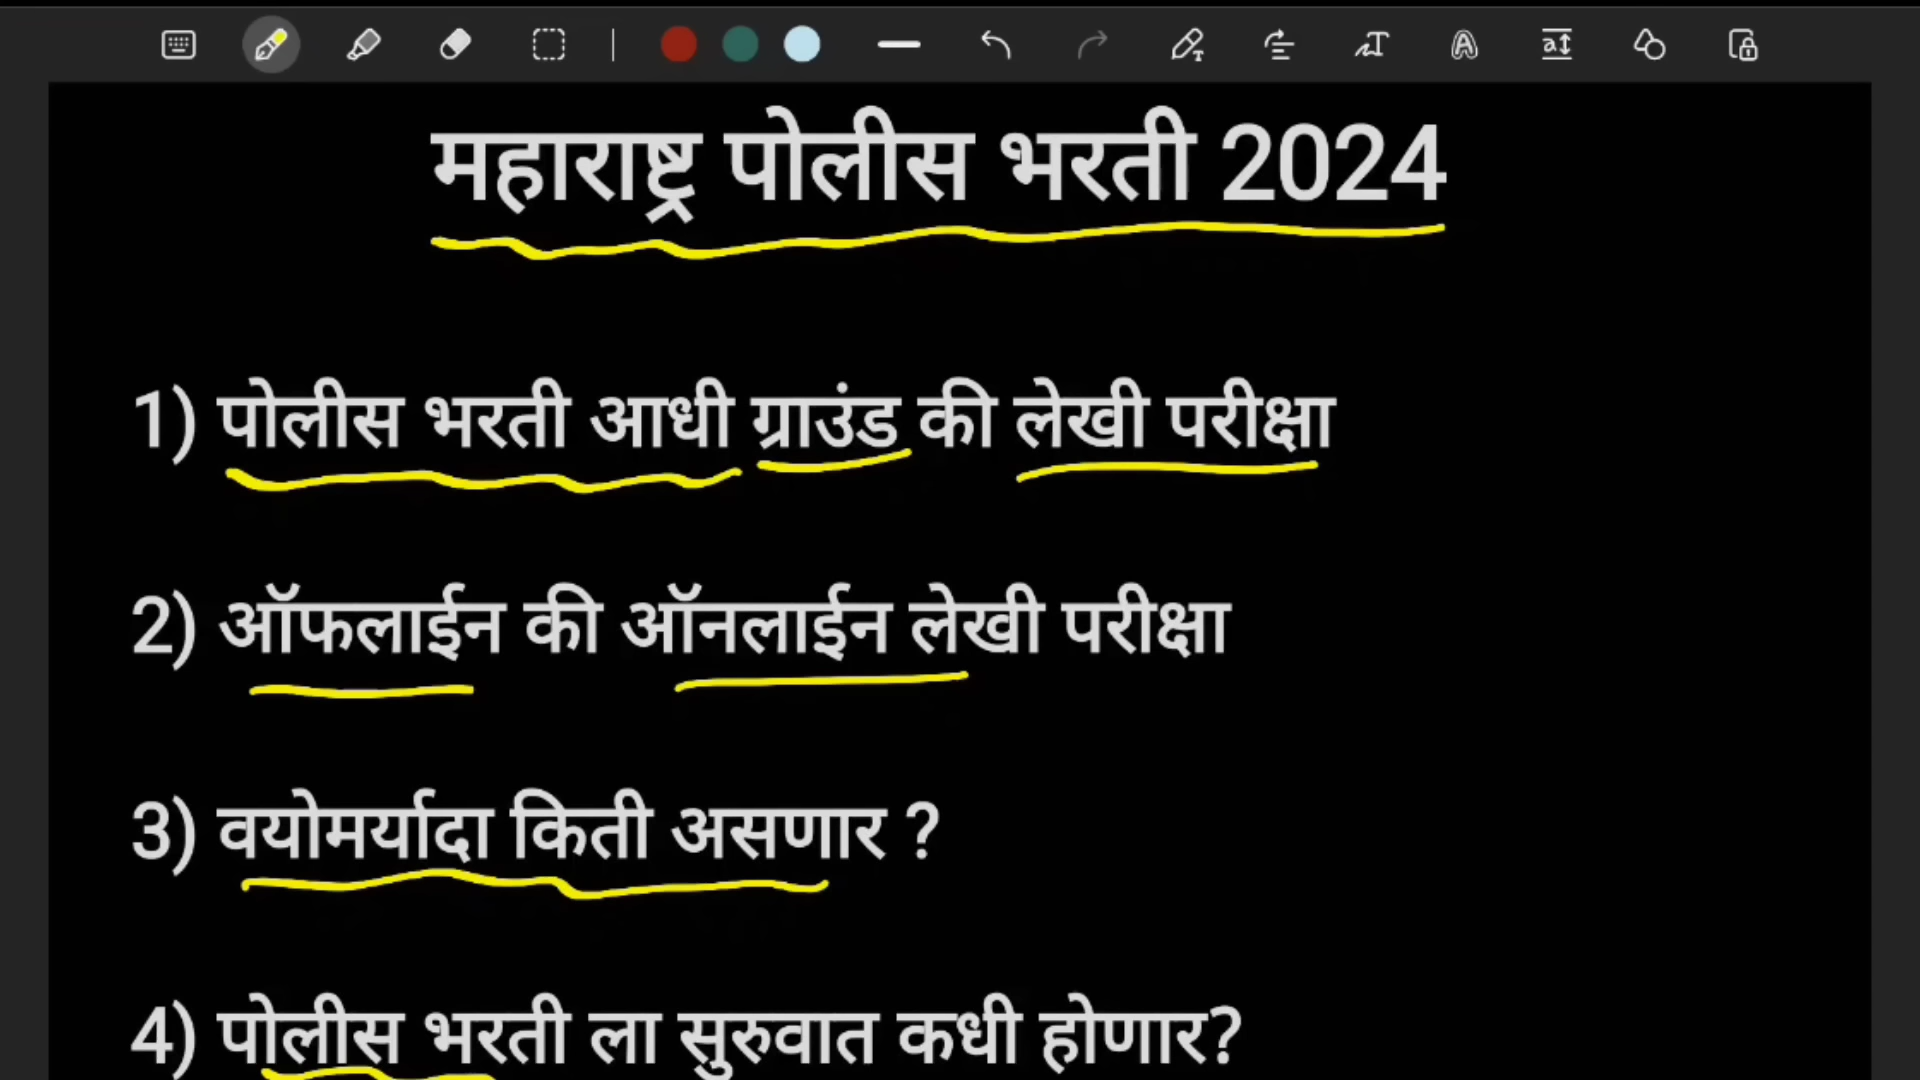 महाराष्ट्र पोलीस भरती 2024
1) पोलीस भरती आधी ग्राउंड की लेखी परीक्षा
2) ऑफलाईन की ऑनलाईन लेखी परीक्षा
3) वयोमर्यादा किती असणार ?
4) पोलीस भरती ला सुरुवात कधी होणार?